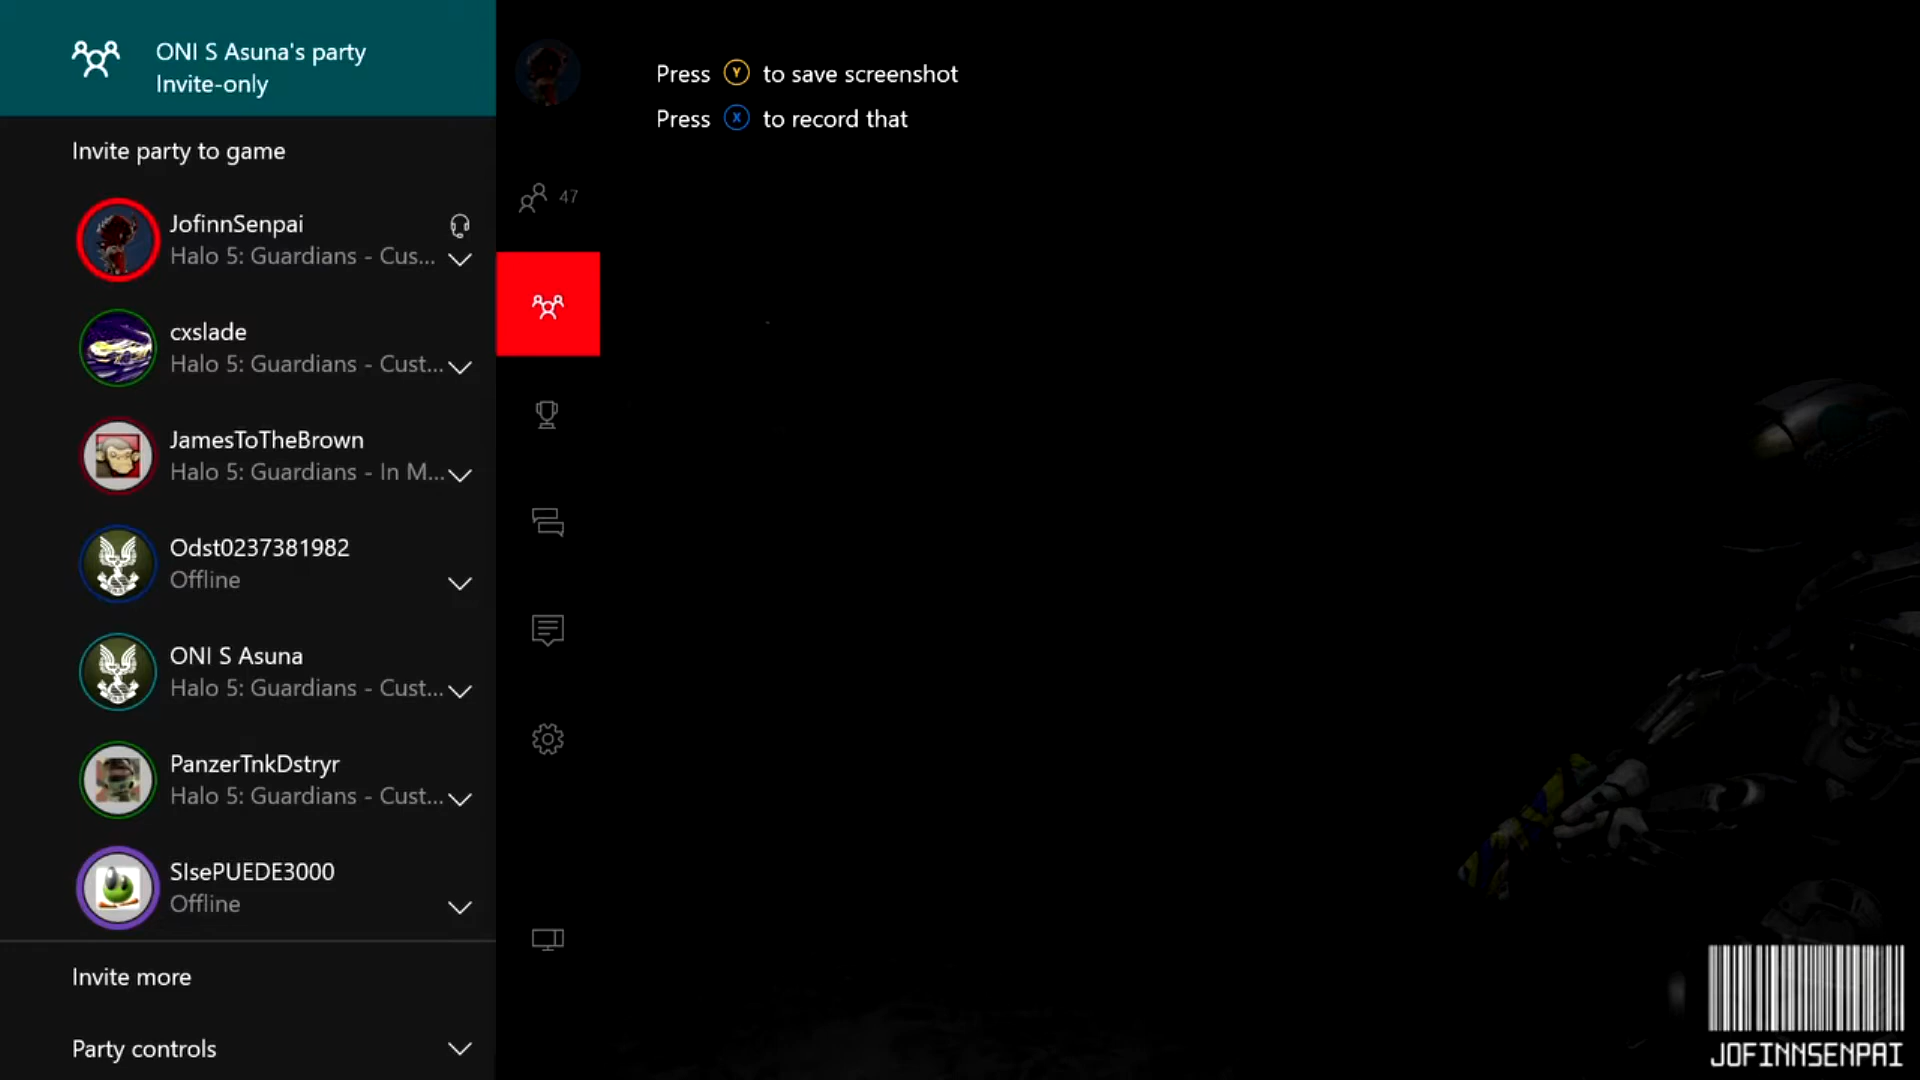 ONI S Asuna's party
Invite-only
Invite party to game
JofinnSenpai
Halo 5: Guardians - Cus...
cxslade
Halo 5: Guardians - Cust...
JamesToTheBrown
Halo 5: Guardians - In M...
Odst0237381982
Offline
ONI S Asuna
Halo 5: Guardians - Cust...
PanzerTnkDstryr
Halo 5: Guardians - Cust...
SIsePUEDE3000
Offline
Invite more
Party controls
47
Press Y to save screenshot
Press X to record that
JOFINNSENPAI